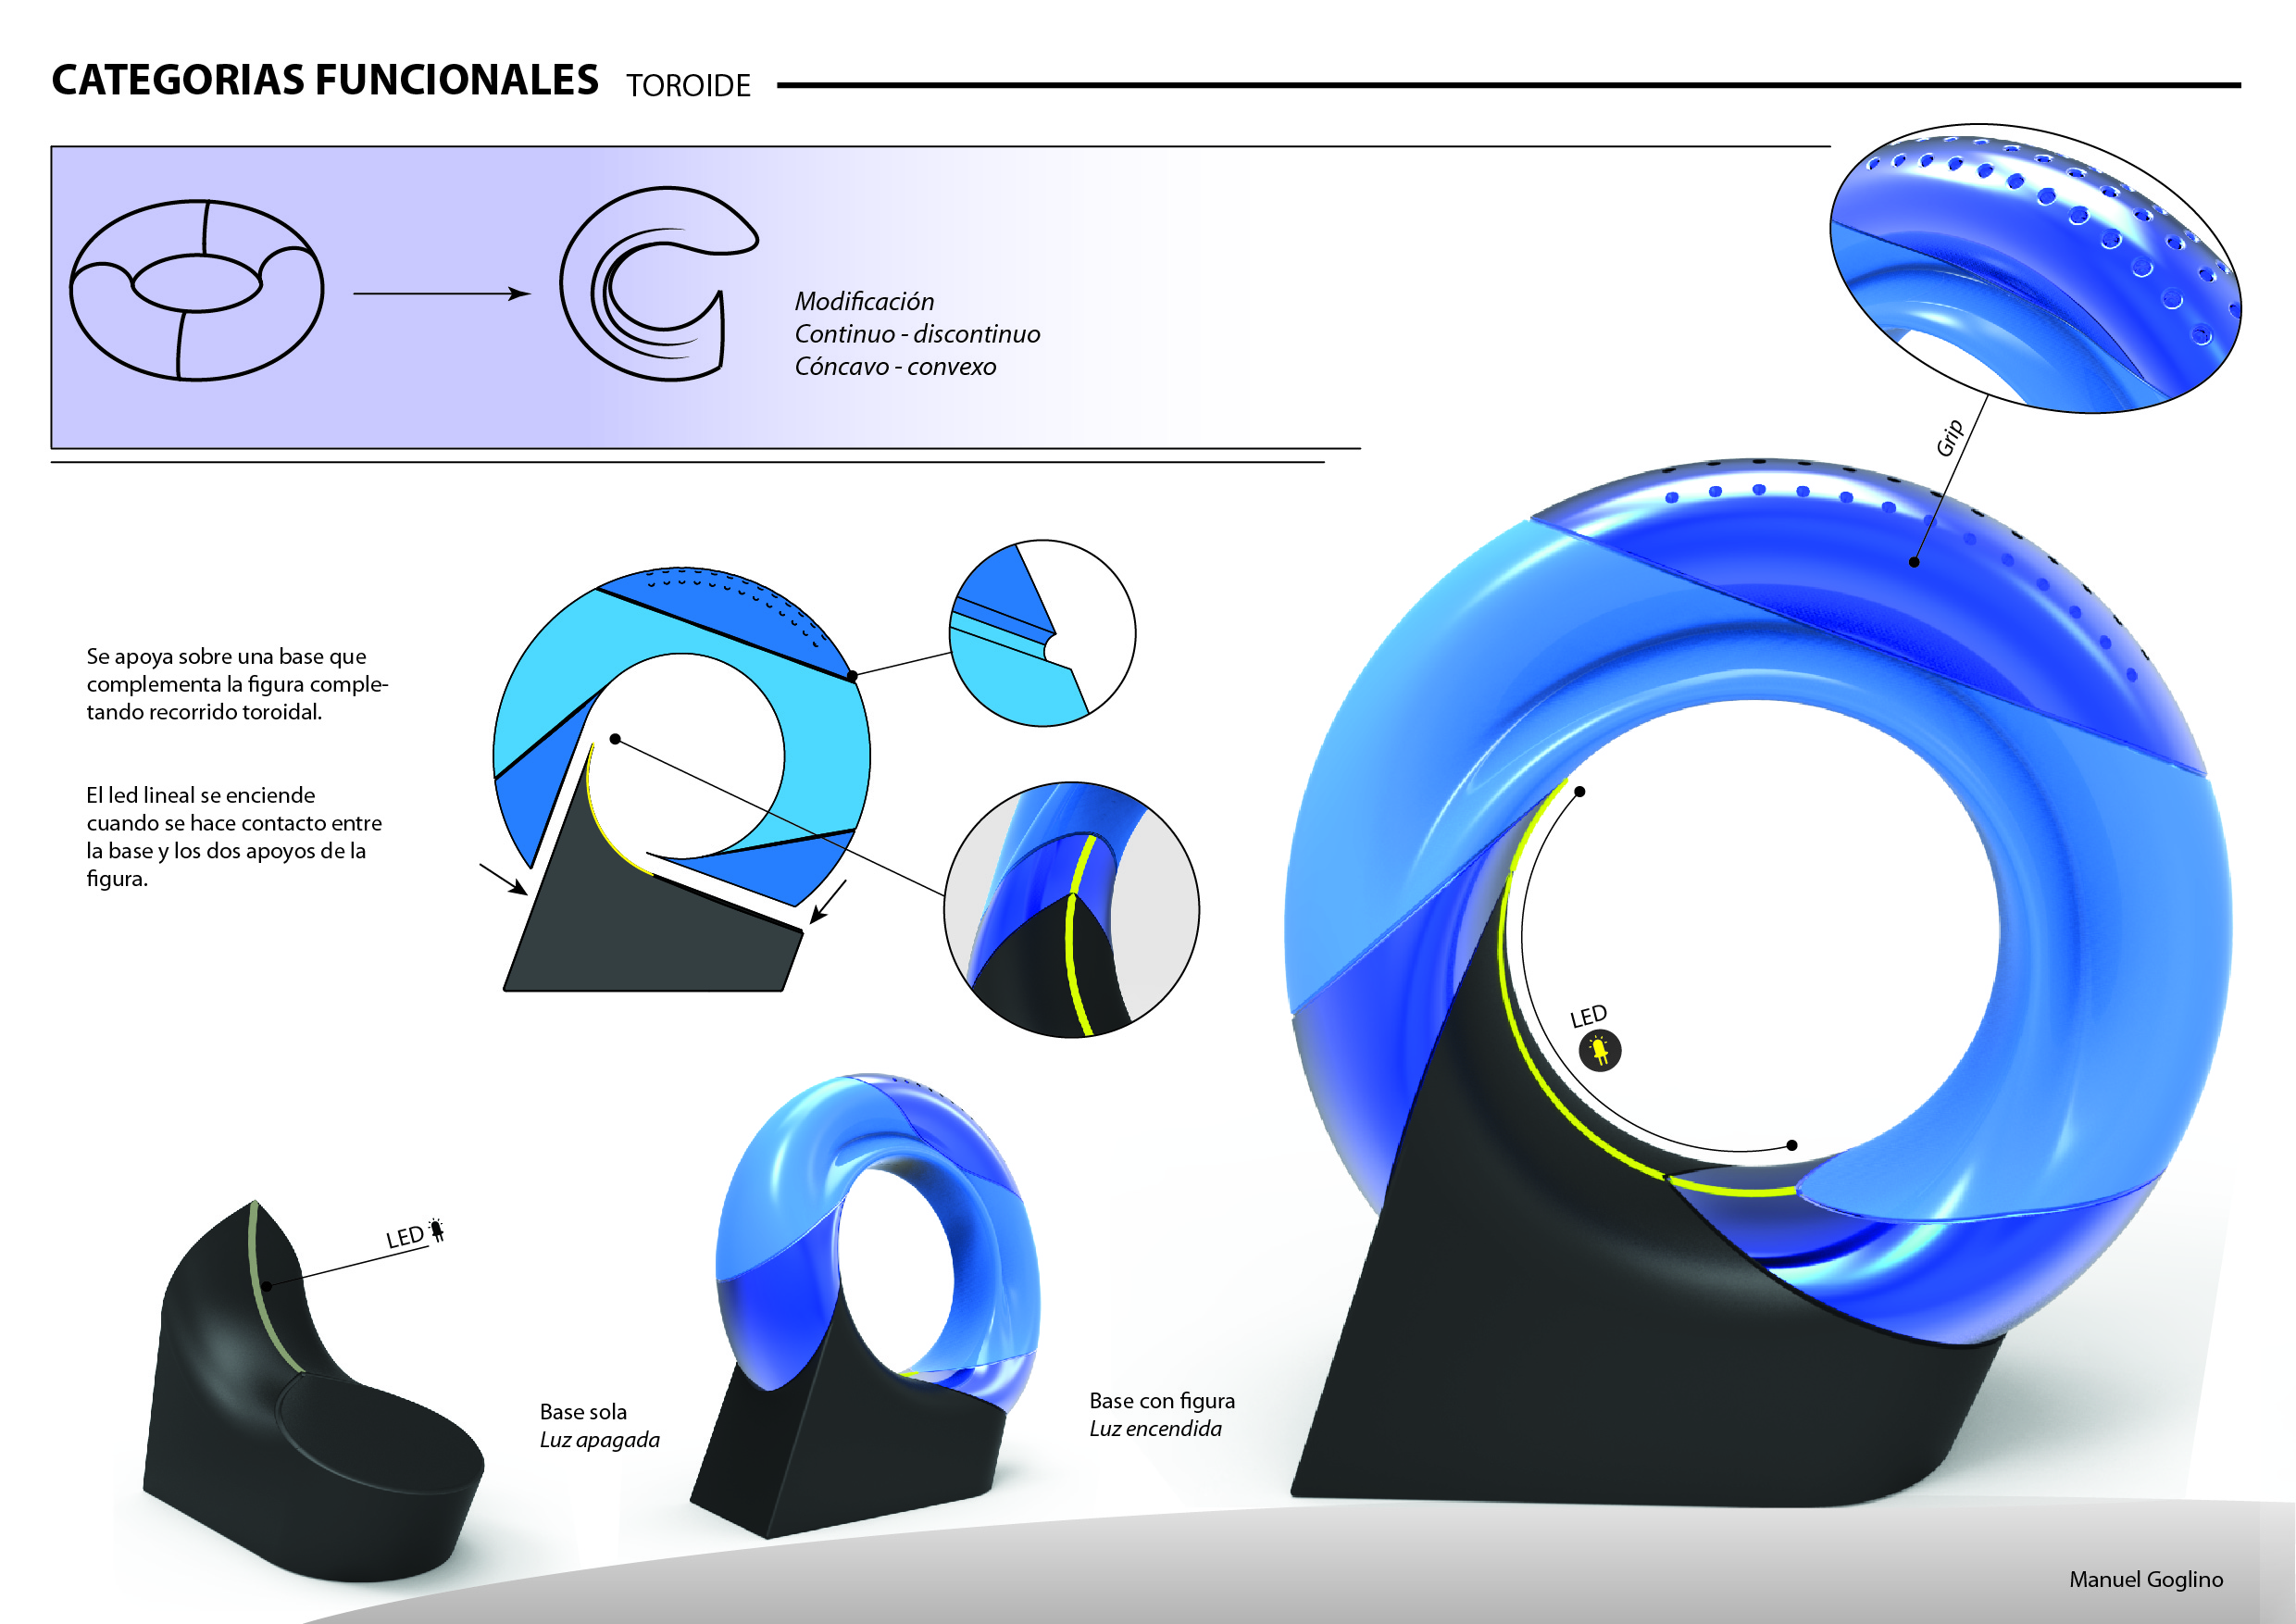 CATEGORIAS FUNCIONALES TOROIDE
Modificación
Continuo - discontinuo
Cóncavo - convexo
Grip
Se apoya sobre una base que
complementa la figura comple-
tando recorrido toroidal.
El led lineal se enciende
cuando se hace contacto entre
la base y los dos apoyos de la
figura.
LED
LED
Base sola
Luz apagada
Base con figura
Luz encendida
Manuel Goglino